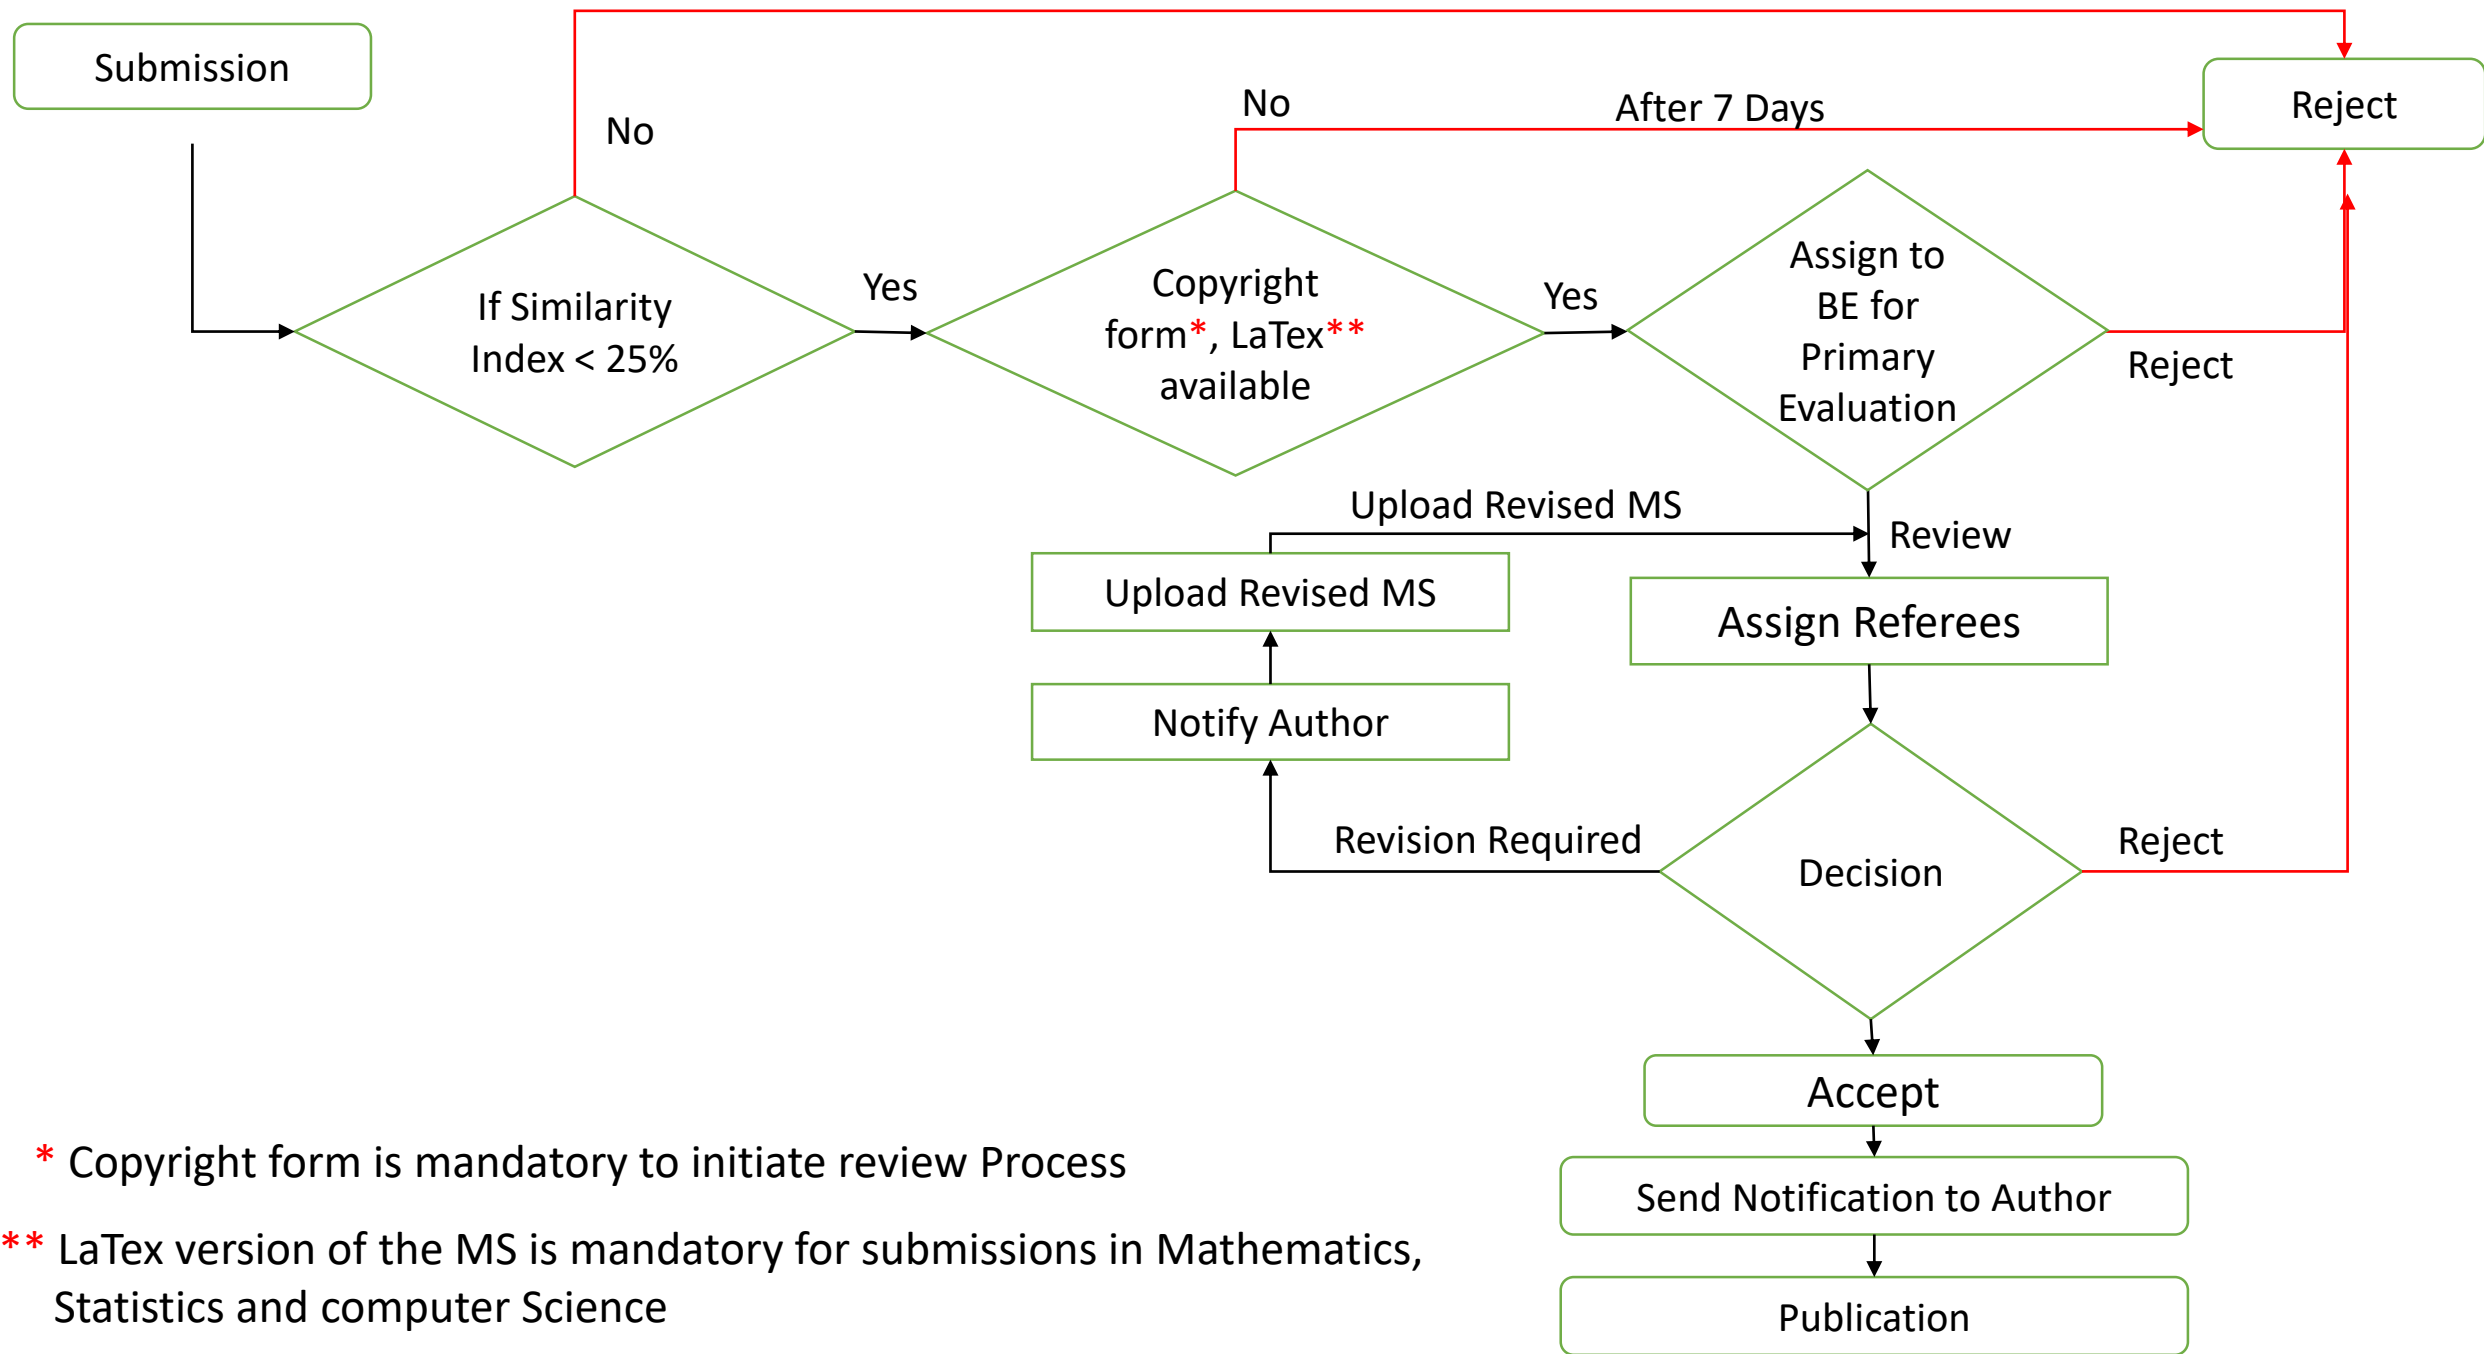 Submission
No
No
After 7 Days
Reject
If Similarity
Index < 25%
Yes
Copyright
form*, LaTex**
available
Yes
Assign to
BE for
Primary
Evaluation
Reject
Upload Revised MS
Review
Upload Revised MS
Assign Referees
Notify Author
Revision Required
Decision
Reject
Accept
Send Notification to Author
Publication
* Copyright form is mandatory to initiate review Process
** LaTex version of the MS is mandatory for submissions in Mathematics,
Statistics and computer Science